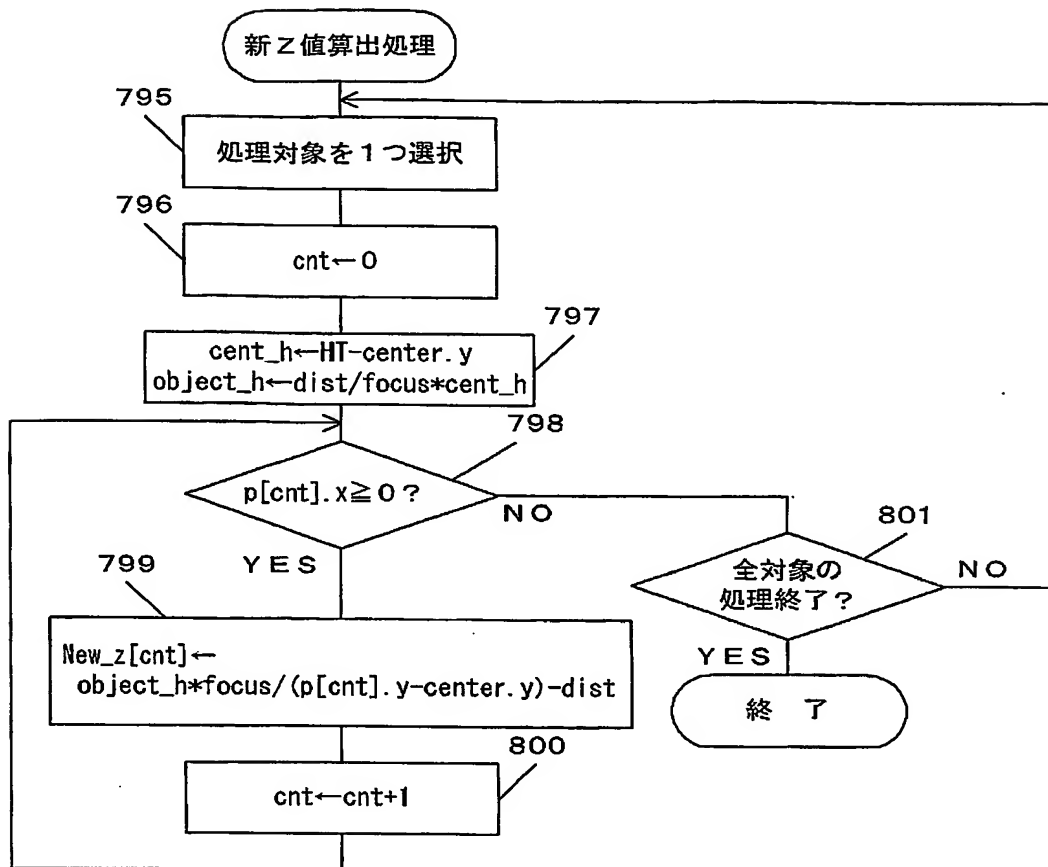 新Z値算出処理
795
処理対象を1つ選択
796
cnt←0
797
cent_h←HT-center.y
object_h←dist/focus*cent_h
798
p[cnt].x≧0?
NO
YES
801
全対象の
処理終了?
NO
YES
終 了
799
New_z[cnt]←
object_h*focus/(p[cnt].y-center.y)-dist
800
cnt←cnt+1